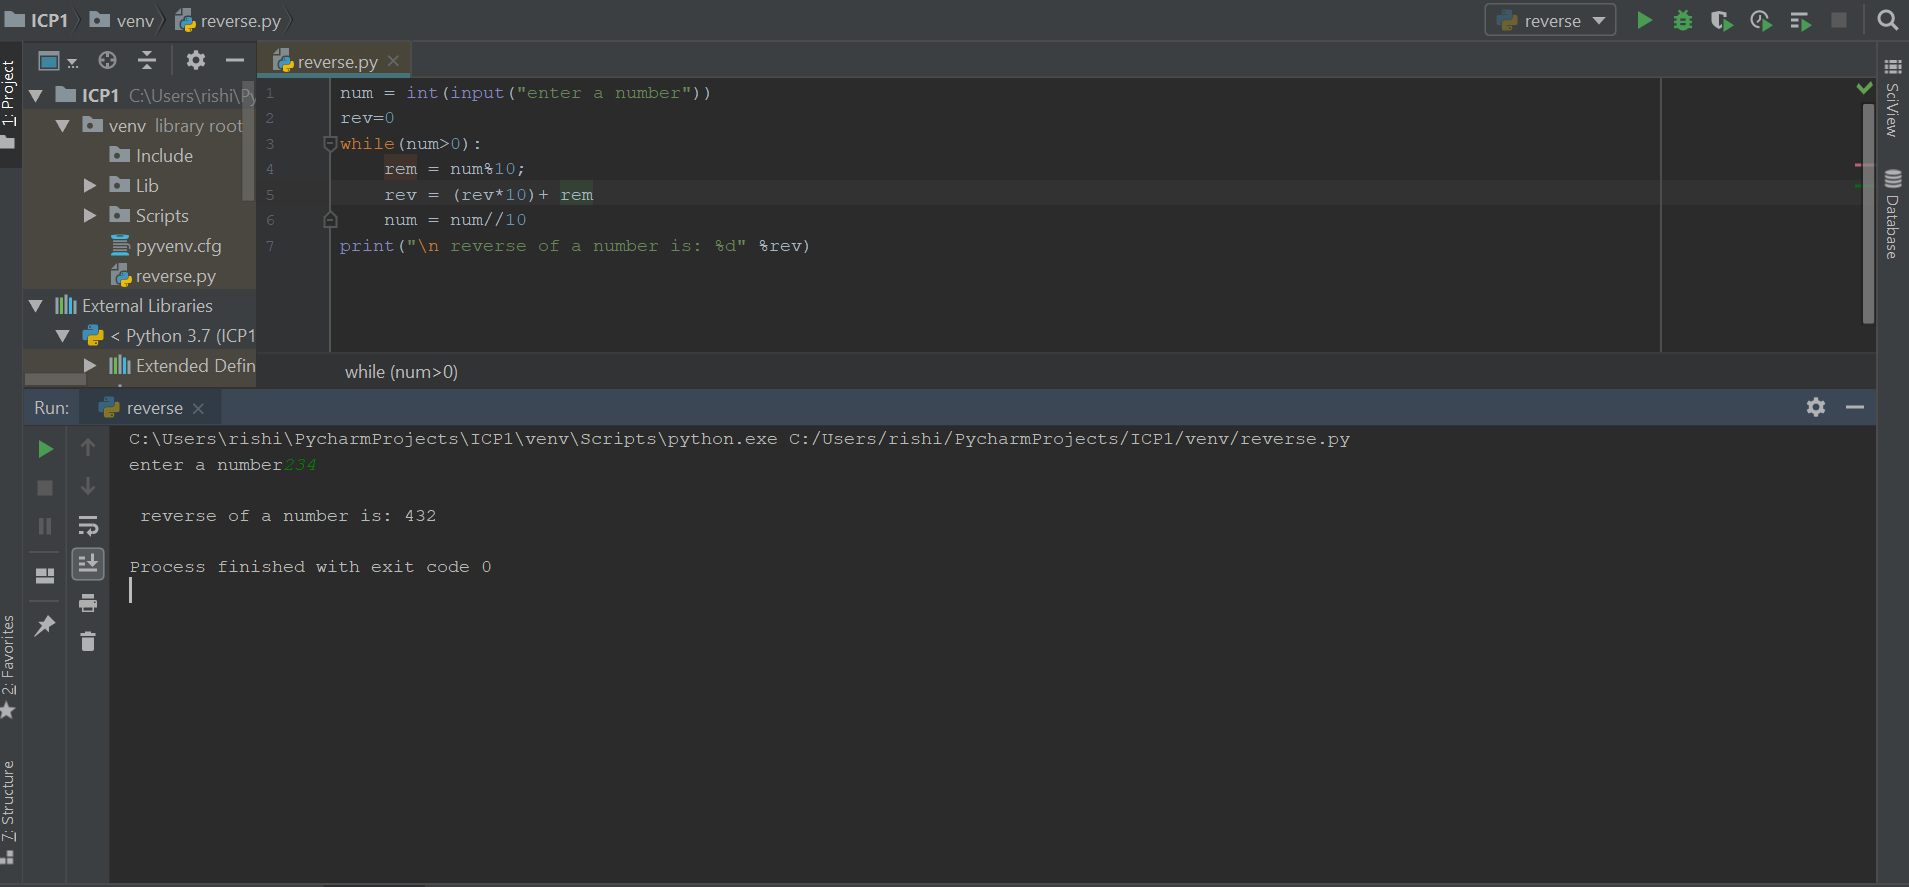 ICP1 venv reverse.py
reverse
1: Project
reverse.py
ICP1 C:\Users\rishi\Py
venv library root
Include
Lib
Scripts
pyvenv.cfg
reverse.py
External Libraries
< Python 3.7 (ICP1
Extended Defin
1 num = int(input("enter a number"))
2 rev=0
3 while(num>0):
4 rem = num%10;
5 rev = (rev*10)+ rem
6 num = num//10
7 print("\n reverse of a number is: %d" %rev)
while (num>0)
SciView
Database
Run: reverse
C:\Users\rishi\PycharmProjects\ICP1\venv\Scripts\python.exe C:/Users/rishi/PycharmProjects/ICP1/venv/reverse.py
enter a number234
reverse of a number is: 432
Process finished with exit code 0
2: Favorites
7: Structure